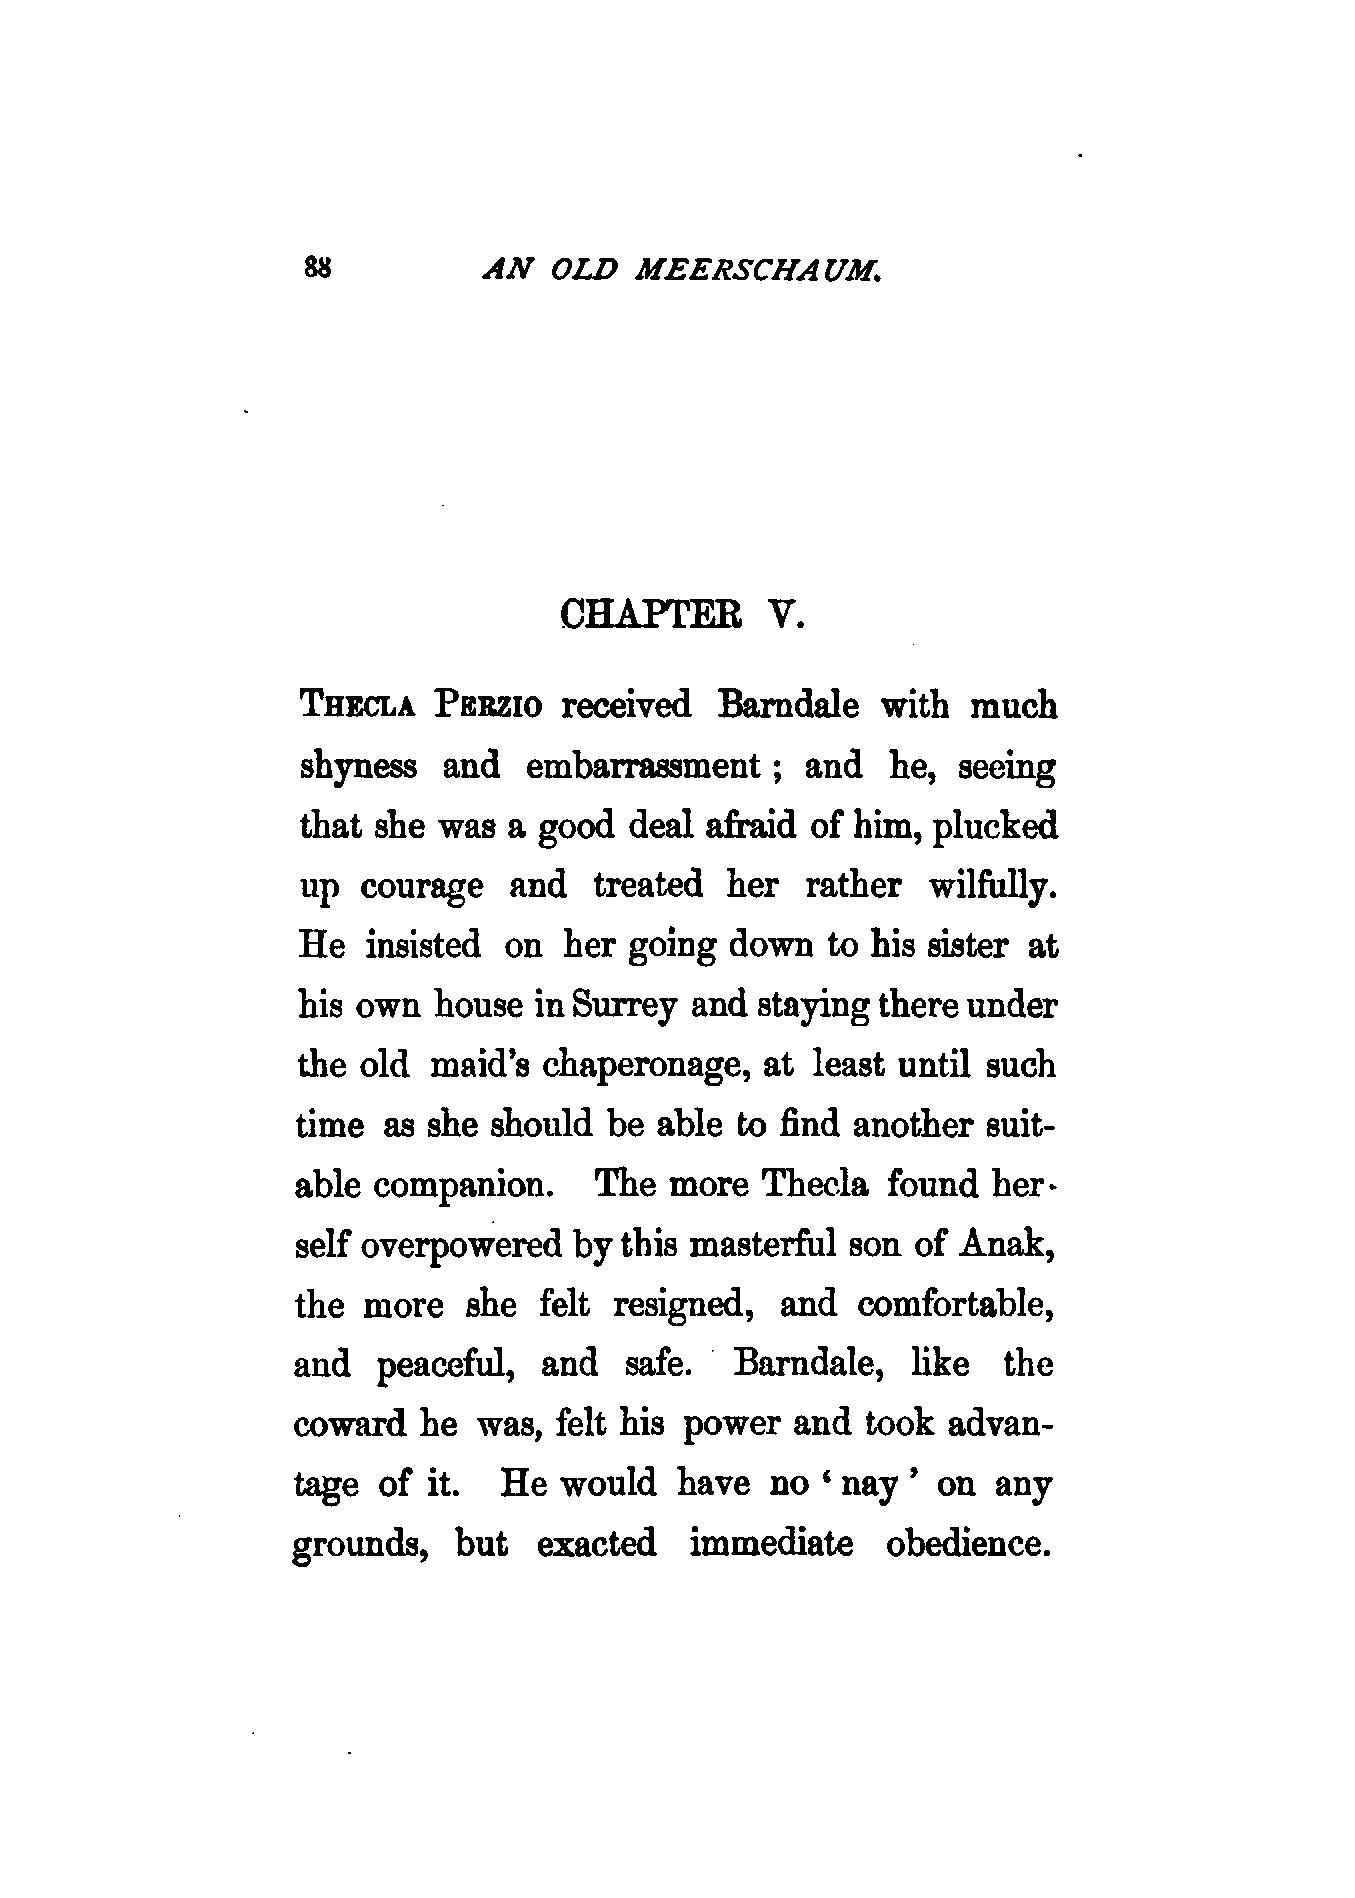 88 AN OLD MEERSCHAUM.
CHAPTER V.
THECLA PERZIO received Barndale with much
shyness and embarrassment ; and he, seeing
that she was a good deal afraid of him, plucked
up courage and treated her rather wilfully.
He insisted on her going down to his sister at
his own house in Surrey and staying there under
the old maid's chaperonage, at least until such
time as she should be able to find another suit-
able companion. The more Thecla found her-
self overpowered by this masterful son of Anak,
the more she felt resigned, and comfortable,
and peaceful, and safe. Barndale, like the
coward he was, felt his power and took advan-
tage of it. He would have no ‘ nay ’ on any
grounds, but exacted immediate obedience.